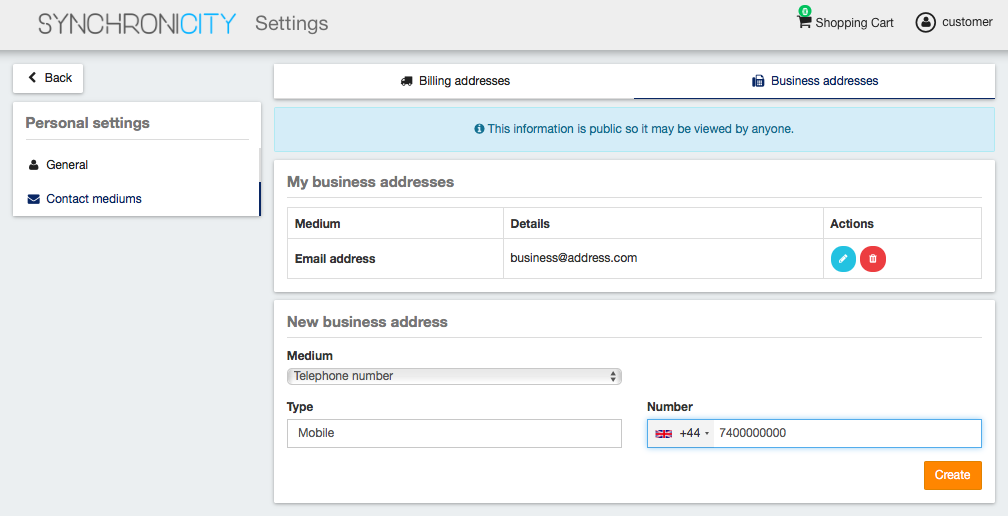 SYNCHRONICITY Settings
0
Shopping Cart
customer
Back
Personal settings
General
Contact mediums
Billing addresses
Business addresses
This information is public so it may be viewed by anyone.
My business addresses
Medium Details Actions
Email address business@address.com
New business address
Medium
Telephone number
Type Number
Mobile +44 7400000000
Create